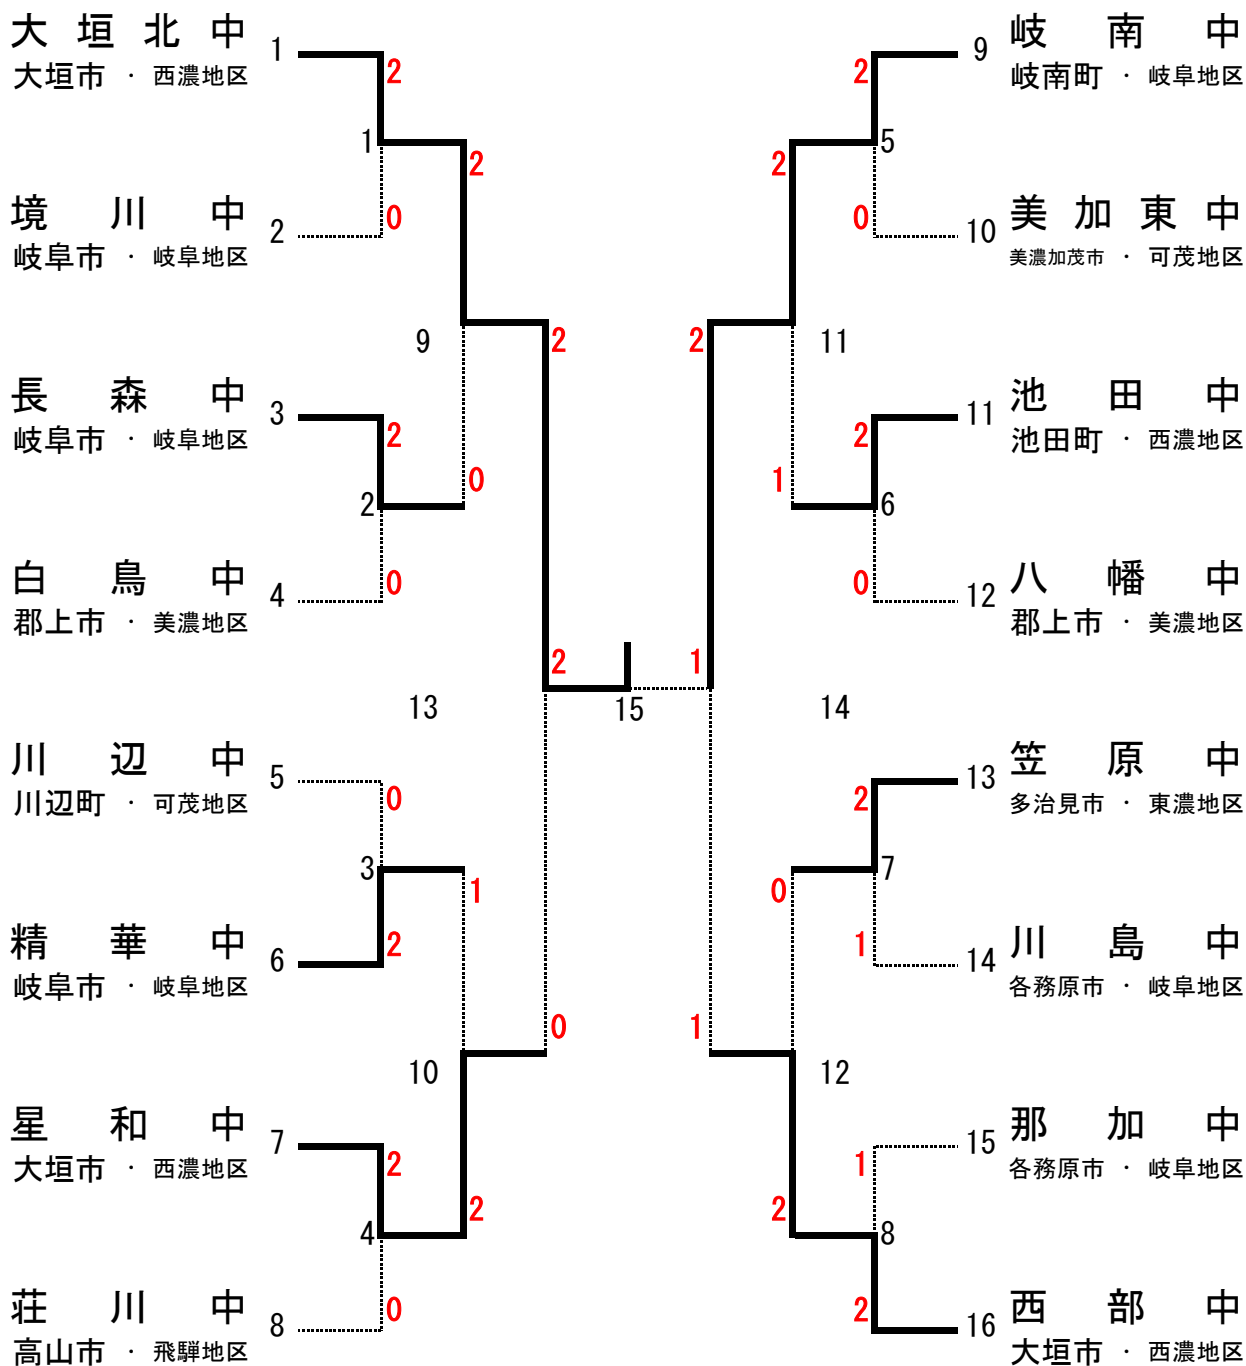 大垣北中 1
大垣市 ・ 西濃地区
2
1
2
境川中 2
岐阜市 ・ 岐阜地区
0
9
2
長森中 3
岐阜市 ・ 岐阜地区
2
2
0
白鳥中 4
郡上市 ・ 美濃地区
0
13
2
川辺中 5
川辺町 ・ 可茂地区
0
3
1
精華中 6
岐阜市 ・ 岐阜地区
2
10
0
星和中 7
大垣市 ・ 西濃地区
2
4
2
荘川中 8
高山市 ・ 飛騨地区
0
15
9 岐南中
岐南町 ・ 岐阜地区
2
5
2
10 美加東中
美濃加茂市 ・ 可茂地区
0
11
2
11 池田中
池田町 ・ 西濃地区
2
6
1
12 八幡中
郡上市 ・ 美濃地区
0
14
1
13 笠原中
多治見市 ・ 東濃地区
2
7
0
14 川島中
各務原市 ・ 岐阜地区
1
12
1
15 那加中
各務原市 ・ 岐阜地区
1
8
2
16 西部中
大垣市 ・ 西濃地区
2